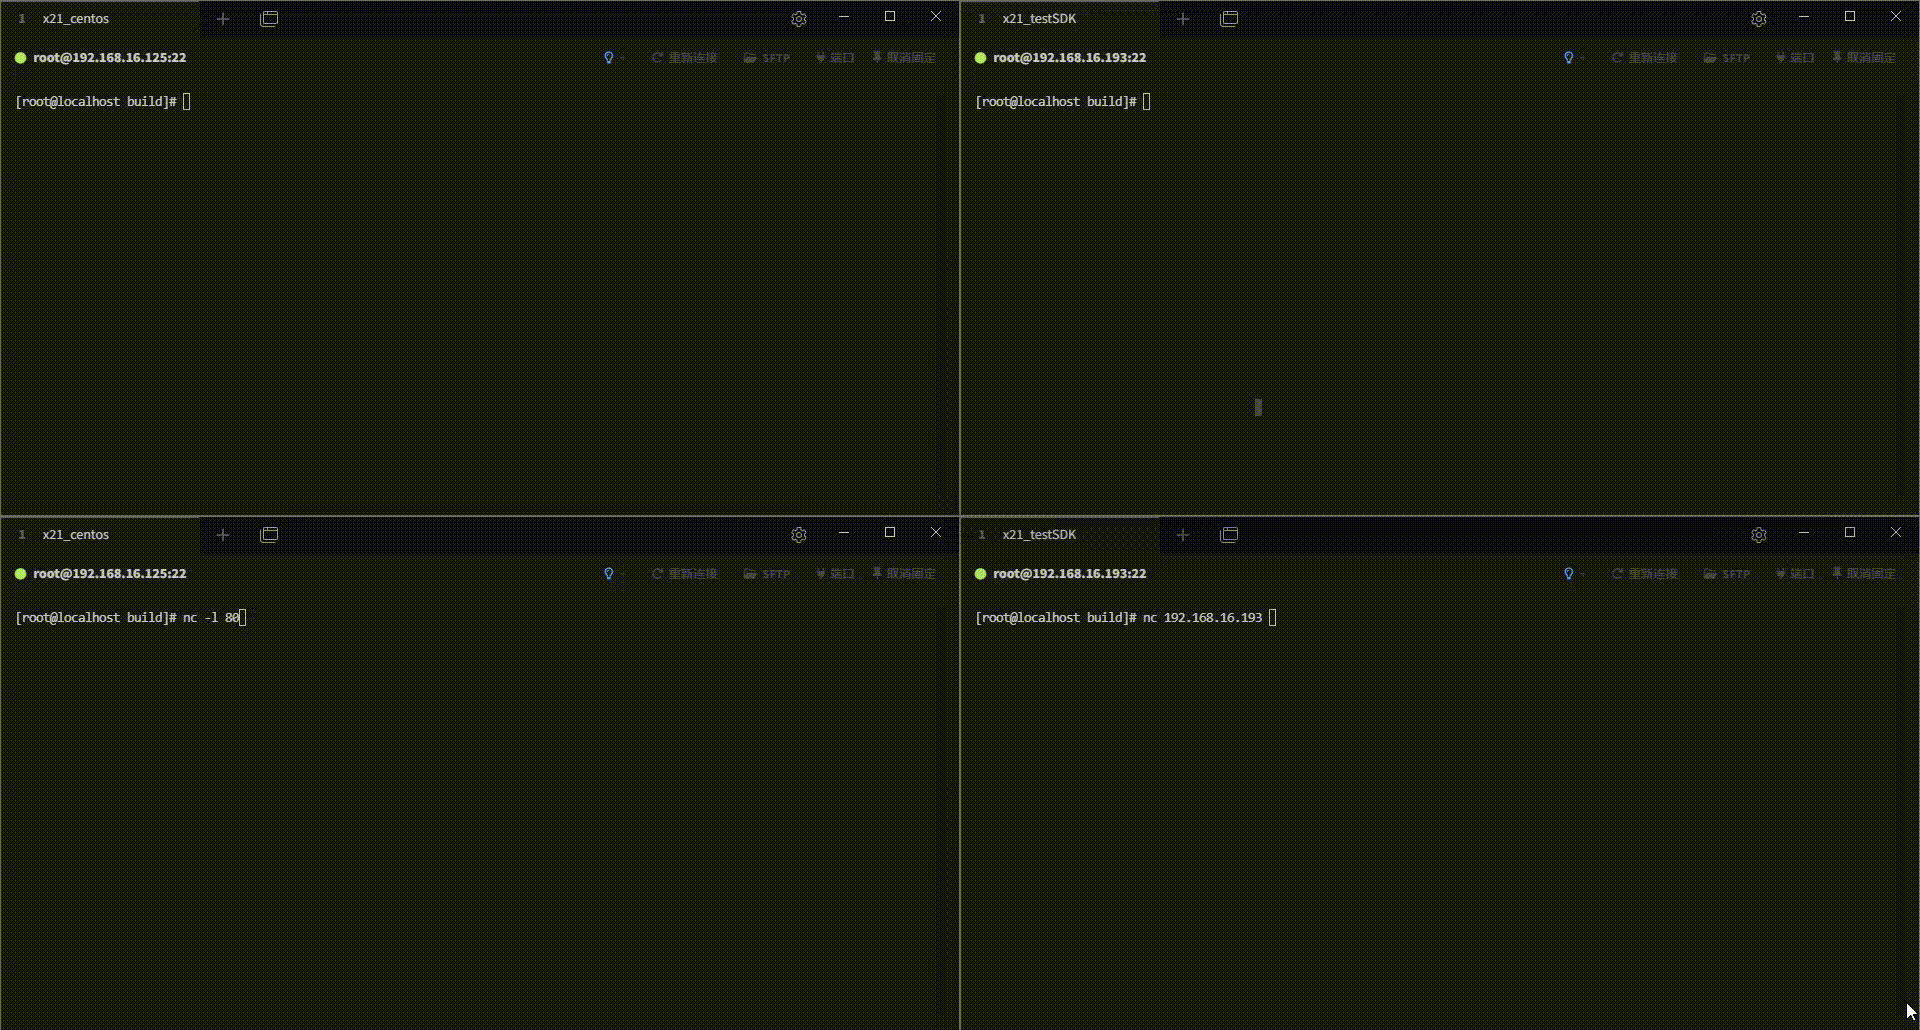 1 x21_centos
root@192.168.16.125:22 重新连接 SFTP 端口 取消固定
[root@localhost build]#
1 x21_testSDK
root@192.168.16.193:22 重新连接 SFTP 端口 取消固定
[root@localhost build]#
1 x21_centos
root@192.168.16.125:22 重新连接 SFTP 端口 取消固定
[root@localhost build]# nc -l 80
1 x21_testSDK
root@192.168.16.193:22 重新连接 SFTP 端口 取消固定
[root@localhost build]# nc 192.168.16.193